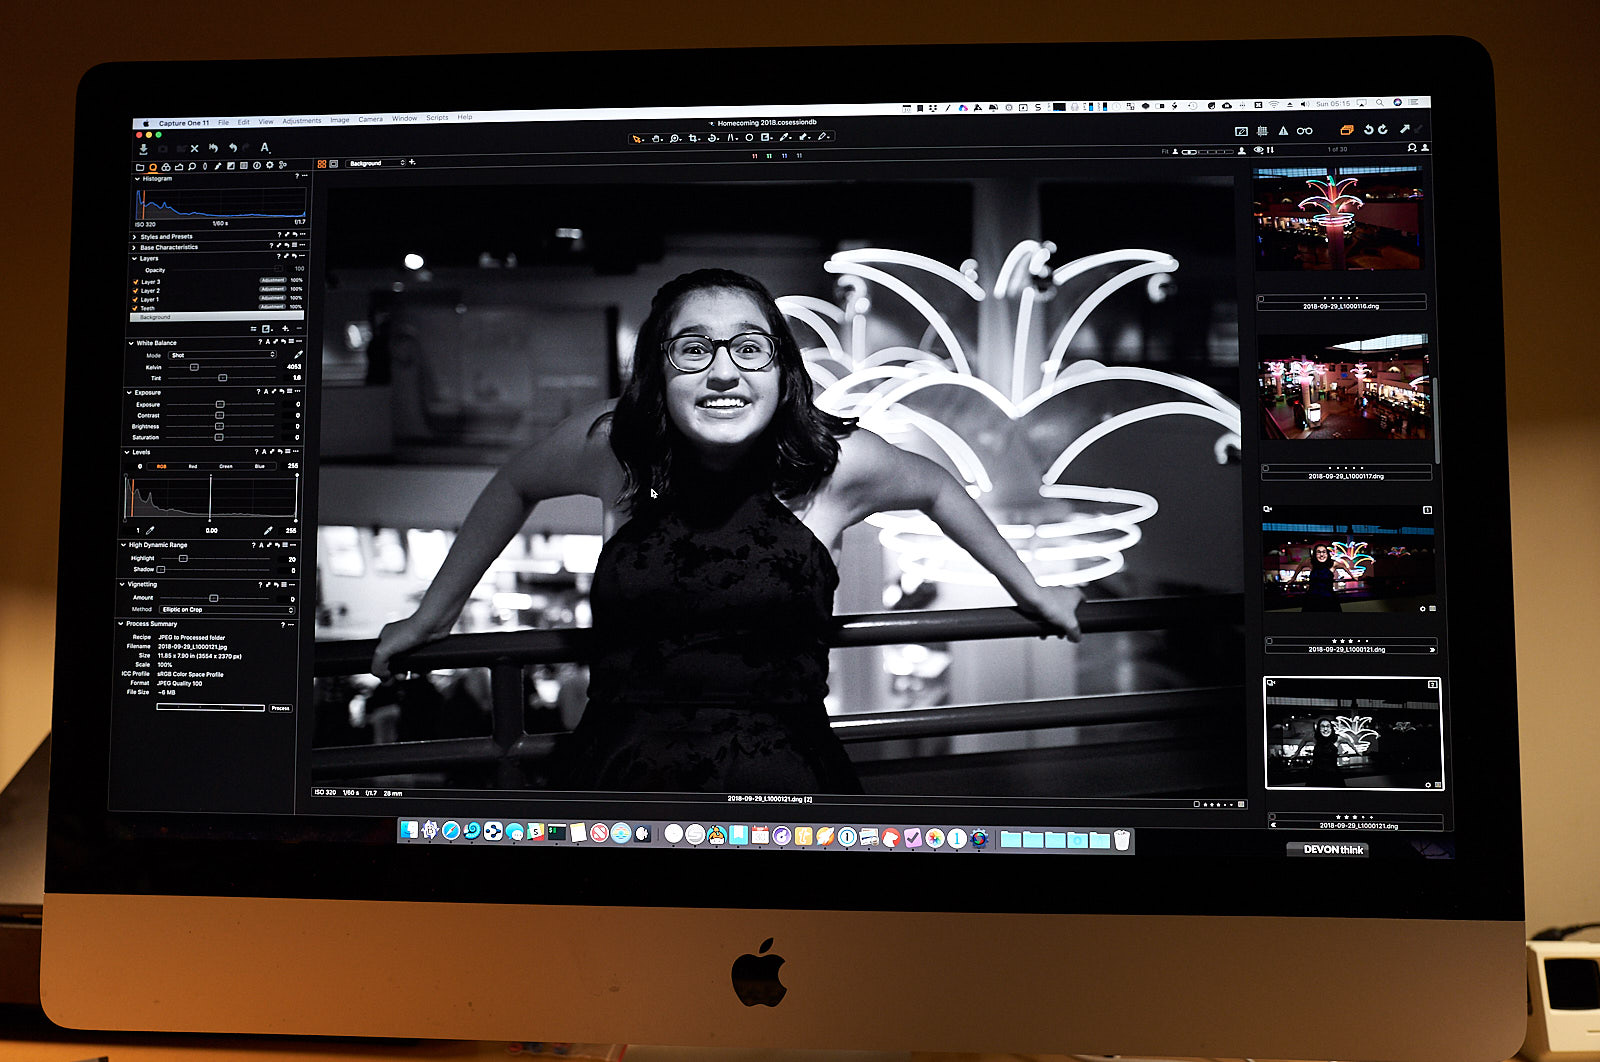 Capture One 11 File Edit View Adjustments Image Camera Window Scripts Help
Sun 05:15
Homecoming 2018.cosessiondb
Background
Fit
1 of 30
Histogram
ISO 320 1/60 s f/1.7
Styles and Presets
Base Characteristics
Layers
Opacity 100
Layer 3 Adjustment 100%
Layer 2 Adjustment 100%
Layer 1 Adjustment 100%
Teeth Adjustment 100%
Background
White Balance
Mode Shot
Kelvin 4053
Tint 1.6
Exposure
Exposure 0
Contrast 0
Brightness 0
Saturation 0
Levels
0 RGB Red Green Blue 255
1 0.00 255
High Dynamic Range
Highlight 20
Shadow 0
Vignetting
Amount 0
Method Elliptic on Crop
Process Summary
Recipe JPEG to Processed folder
Filename 2018-09-29_L1000121.jpg
Size 11.85 x 7.90 in (3554 x 2370 px)
Scale 100%
ICC Profile sRGB Color Space Profile
Format JPEG Quality 100
File Size ~6 MB
Process
ISO 320 1/60 s f/1.7 28 mm
2018-09-29_L1000121.dng [2]
2018-09-29_L1000116.dng
2018-09-29_L1000117.dng
2018-09-29_L1000121.dng
2018-09-29_L1000121.dng
DEVONthink